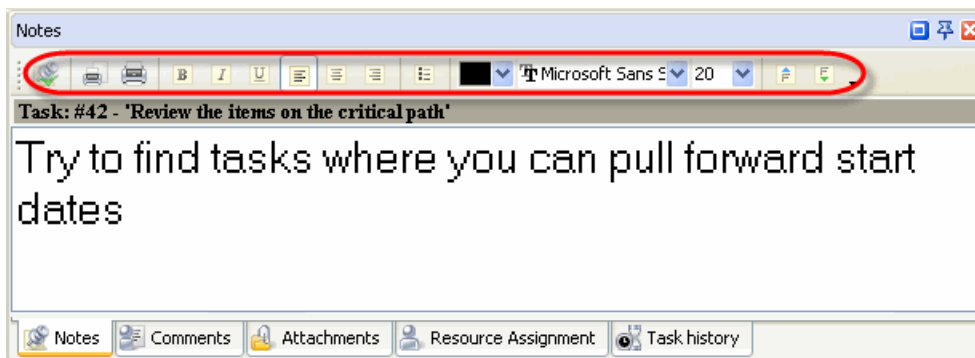 Notes
B I U Microsoft Sans S 20 F F
Task: #42 - 'Review the items on the critical path'
Try to find tasks where you can pull forward start
dates
Notes Comments Attachments Resource Assignment Task history